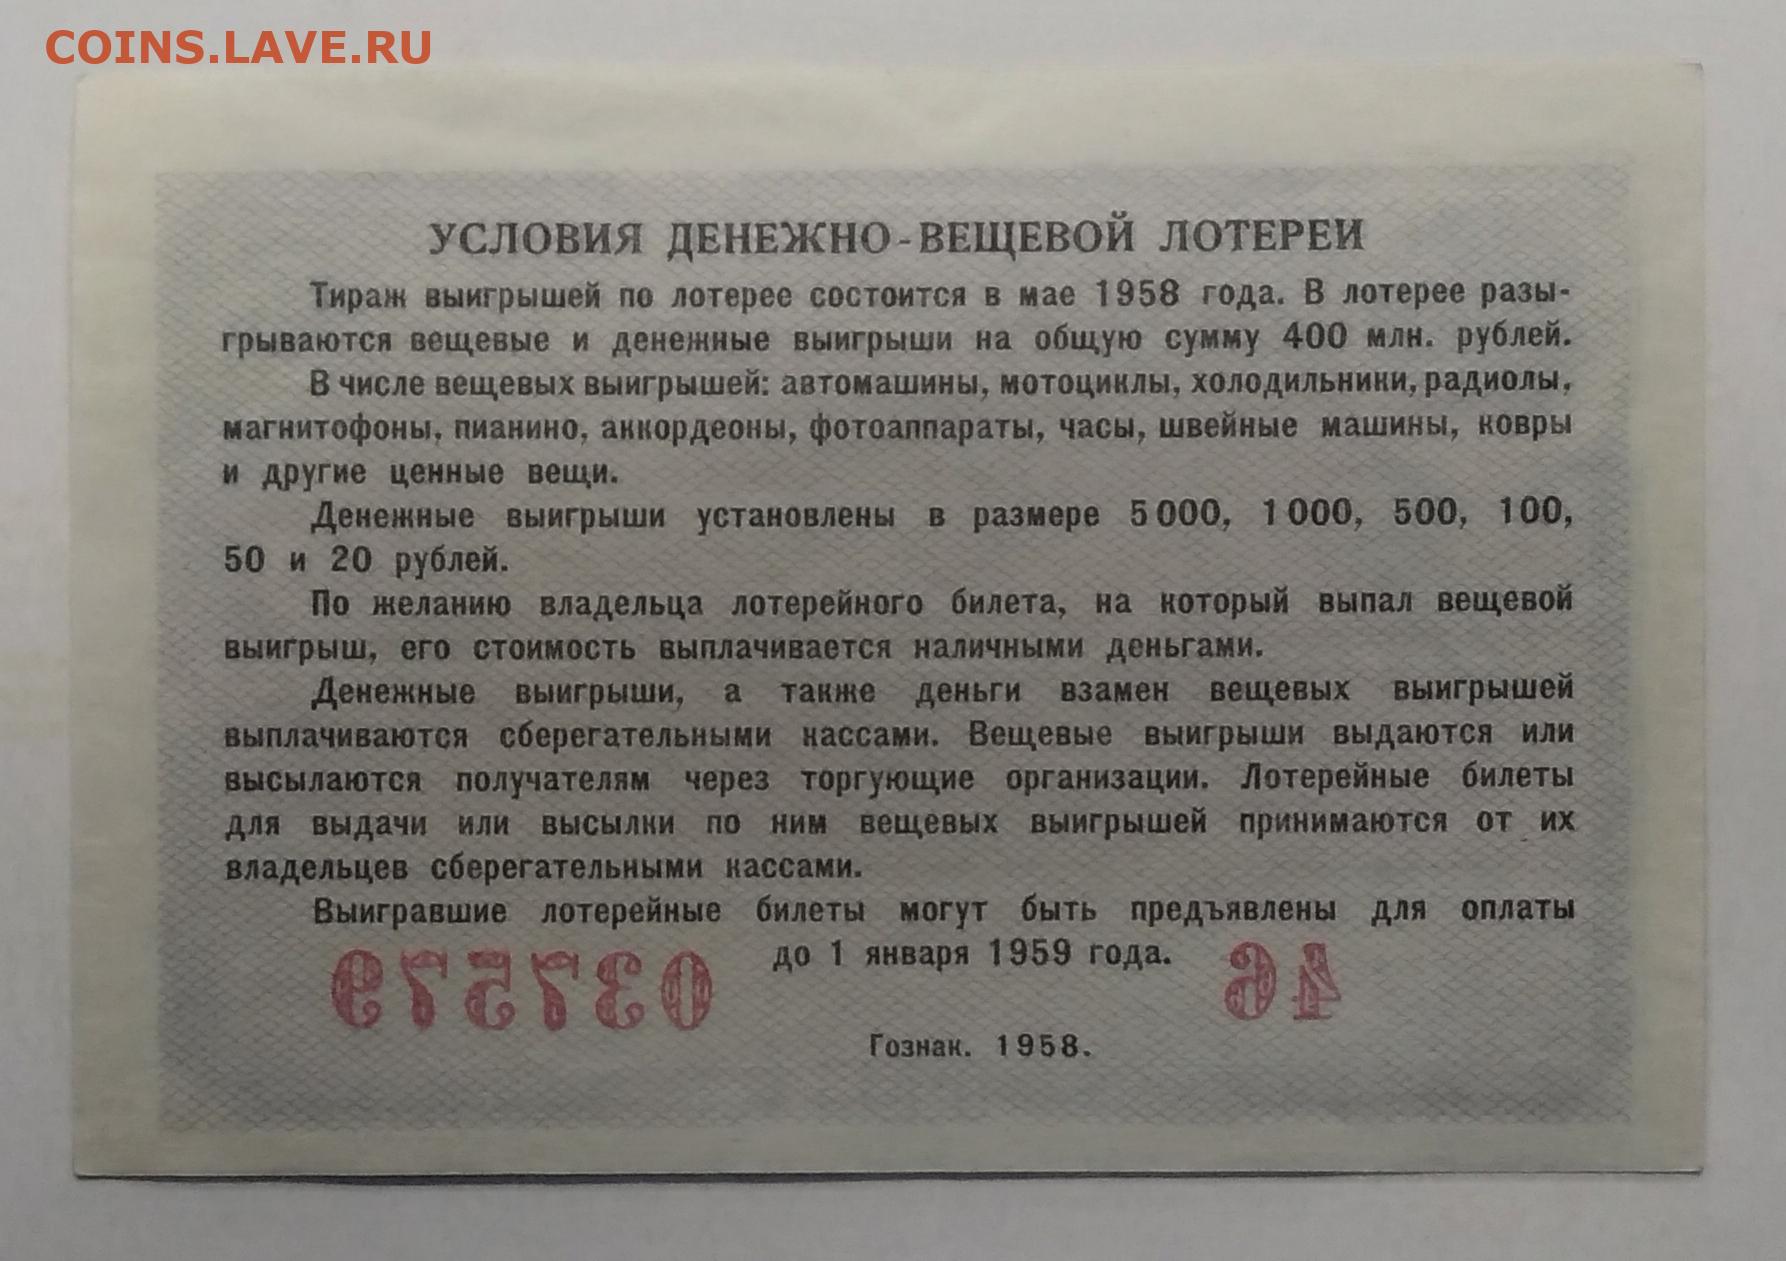 COINS.LAVE.RU
УСЛОВИЯ ДЕНЕЖНО-ВЕЩЕВОЙ ЛОТЕРЕИ
Тираж выигрышей по лотерее состоится в мае 1958 года. В лотерее разы-
грываются вещевые и денежные выигрыши на общую сумму 400 млн. рублей.
В числе вещевых выигрышей: автомашины, мотоциклы, холодильники, радиолы,
магнитофоны, пианино, аккордеоны, фотоаппараты, часы, швейные машины, ковры
и другие ценные вещи.
Денежные выигрыши установлены в размере 5 000, 1 000, 500, 100,
50 и 20 рублей.
По желанию владельца лотерейного билета, на который выпал вещевой
выигрыш, его стоимость выплачивается наличными деньгами.
Денежные выигрыши, а также деньги взамен вещевых выигрышей
выплачиваются сберегательными кассами. Вещевые выигрыши выдаются или
высылаются получателям через торгующие организации. Лотерейные билеты
для выдачи или высылки по ним вещевых выигрышей принимаются от их
владельцев сберегательными кассами.
Выигравшие лотерейные билеты могут быть предъявлены для оплаты
до 1 января 1959 года.
037579 46
Гознак. 1958.